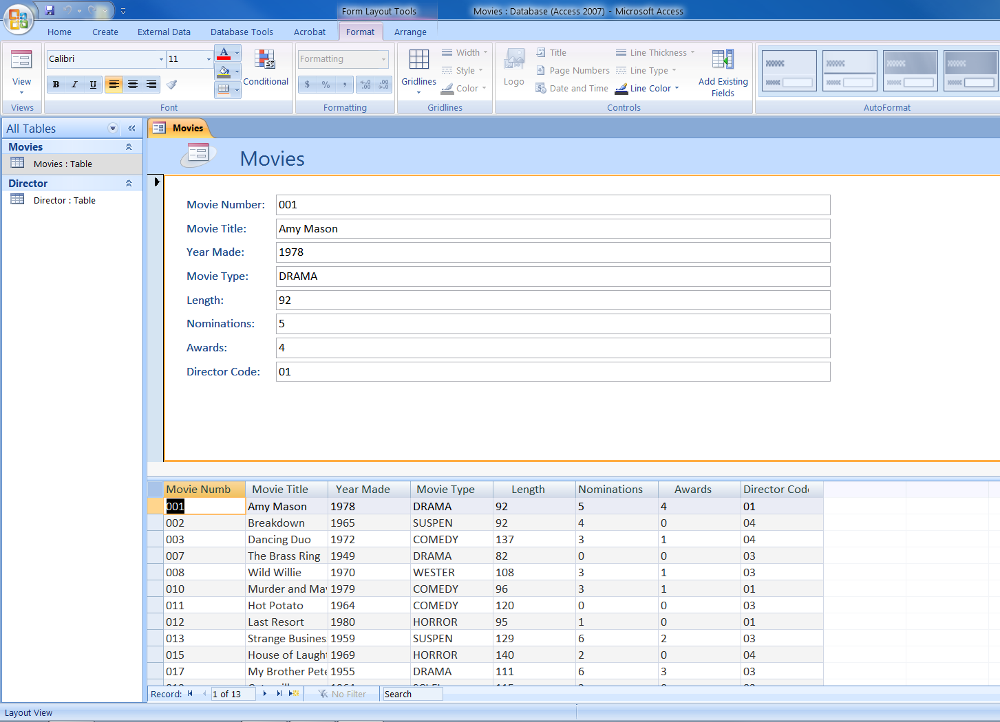 Form Layout Tools
Movies : Database (Access 2007) - Microsoft Access
Home Create External Data Database Tools Acrobat Format Arrange
Calibri 11
Formatting
Width
Title
Line Thickness
Style
Page Numbers
Line Type
View
Conditional
Gridlines
Color
Logo
Date and Time
Line Color
Add Existing
Fields
B I U
$ % ,
Views Font Formatting Gridlines Controls AutoFormat
All Tables
Movies
Movies : Table
Director
Director : Table
Movies
Movies
Movie Number: 001
Movie Title: Amy Mason
Year Made: 1978
Movie Type: DRAMA
Length: 92
Nominations: 5
Awards: 4
Director Code: 01
Movie Numb Movie Title Year Made Movie Type Length Nominations Awards Director Cod
001 Amy Mason 1978 DRAMA 92 5 4 01
002 Breakdown 1965 SUSPEN 92 4 0 04
003 Dancing Duo 1972 COMEDY 137 3 1 04
007 The Brass Ring 1949 DRAMA 82 0 0 03
008 Wild Willie 1970 WESTER 108 3 1 03
010 Murder and Ma 1979 COMEDY 96 3 1 01
011 Hot Potato 1964 COMEDY 120 0 0 03
012 Last Resort 1980 HORROR 95 1 0 01
013 Strange Busines 1959 SUSPEN 129 6 2 03
015 House of Laugh 1969 HORROR 140 2 0 04
017 My Brother Pete 1955 DRAMA 111 6 3 03
Record: 1 of 13 No Filter Search
Layout View